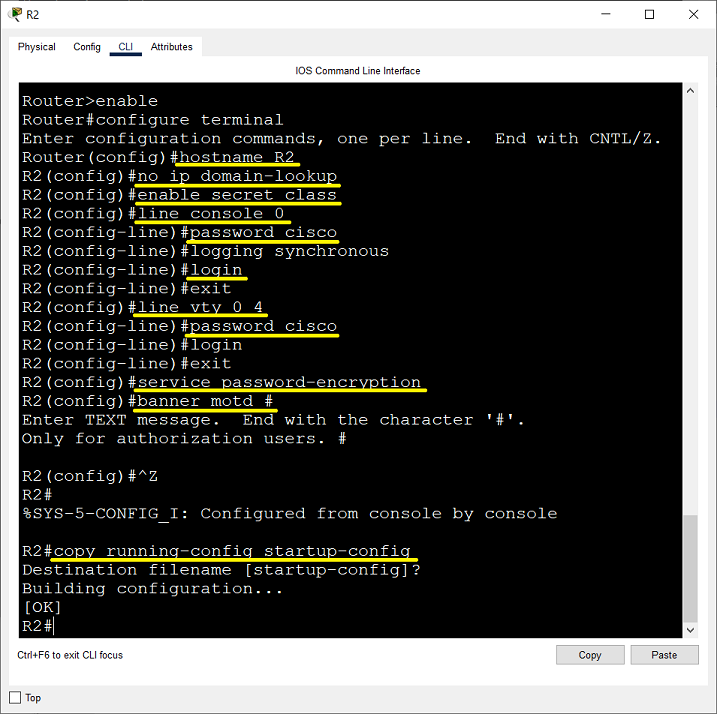 R2
Physical Config CLI Attributes
IOS Command Line Interface
Router>enable
Router#configure terminal
Enter configuration commands, one per line.  End with CNTL/Z.
Router(config)#hostname R2
R2(config)#no ip domain-lookup
R2(config)#enable secret class
R2(config)#line console 0
R2(config-line)#password cisco
R2(config-line)#logging synchronous
R2(config-line)#login
R2(config-line)#exit
R2(config)#line vty 0 4
R2(config-line)#password cisco
R2(config-line)#login
R2(config-line)#exit
R2(config)#service password-encryption
R2(config)#banner motd #
Enter TEXT message.  End with the character '#'.
Only for authorization users. #
R2(config)#^Z
R2#
%SYS-5-CONFIG_I: Configured from console by console
R2#copy running-config startup-config
Destination filename [startup-config]?
Building configuration...
[OK]
R2#
Ctrl+F6 to exit CLI focus
Copy Paste
Top